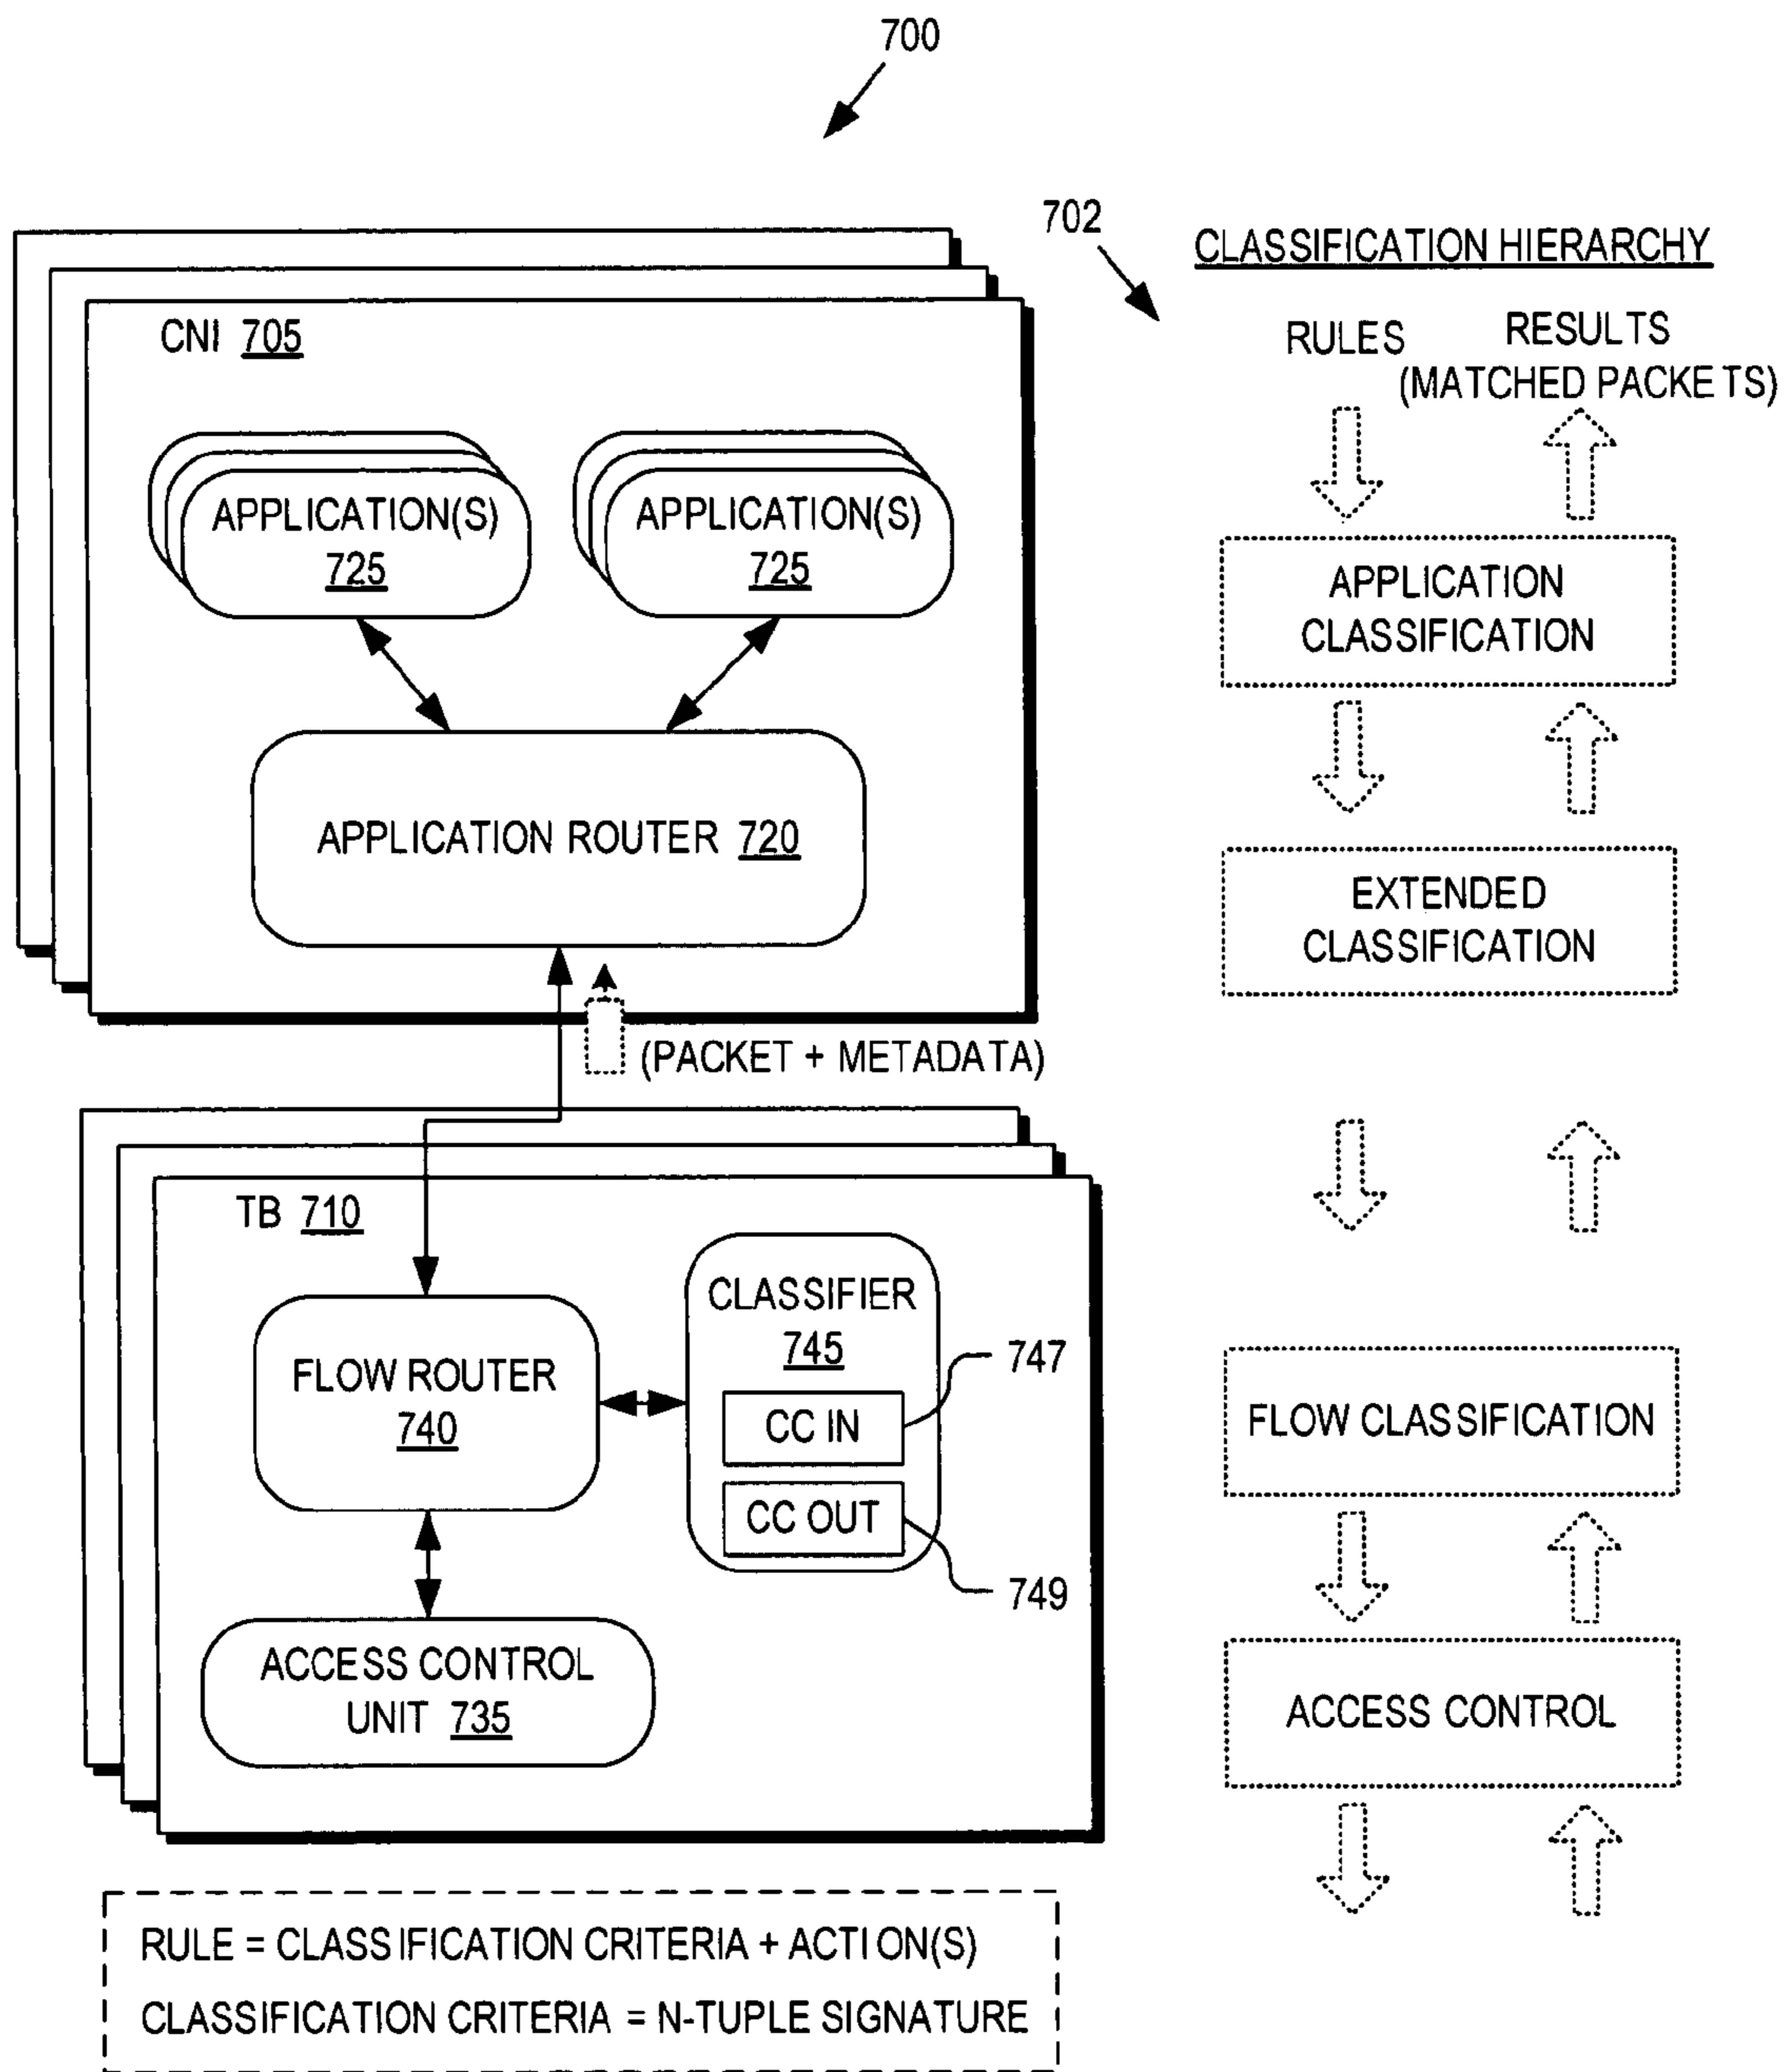 700
702
CLASSIFICATION HIERARCHY
RULES
RESULTS
(MATCHED PACKETS)
CNI 705
APPLICATION(S)
725
APPLICATION(S)
725
APPLICATION ROUTER 720
(PACKET + METADATA)
APPLICATION
CLASSIFICATION
EXTENDED
CLASSIFICATION
TB 710
FLOW ROUTER
740
CLASSIFIER
745
CC IN
CC OUT
747
749
ACCESS CONTROL
UNIT 735
FLOW CLASSIFICATION
ACCESS CONTROL
RULE = CLASSIFICATION CRITERIA + ACTION(S)
CLASSIFICATION CRITERIA = N-TUPLE SIGNATURE